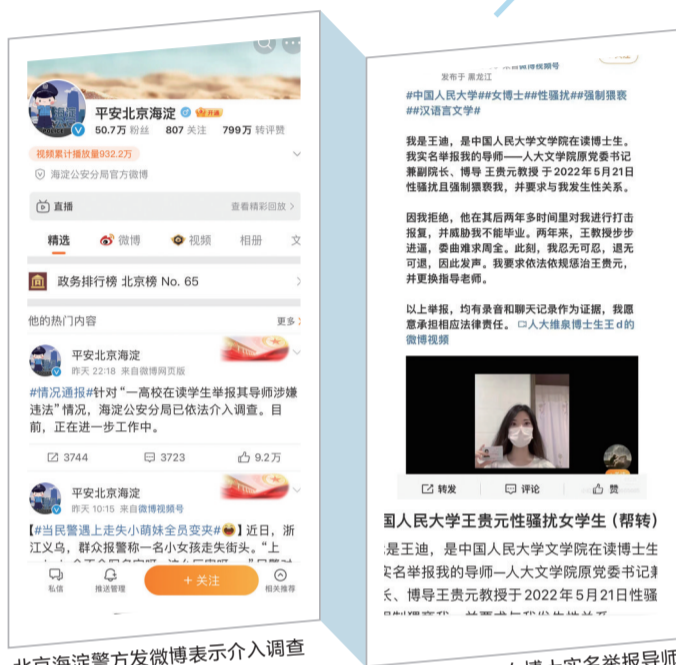 平安北京海淀
50.7万 粉丝 807 关注 799万 转评赞
视频累计播放量932.2万
海淀公安分局官方微博
直播 查看精彩回放
精选 微博 视频 相册 文
政务排行榜 北京榜 No. 65
他的热门内容 更多
平安北京海淀
昨天 22:18 来自微博网页版
#情况通报#针对“一高校在读学生举报其导师涉嫌
违法”情况，海淀公安分局已依法介入调查。目
前，正在进一步工作中。
3744 3723 9.2万
平安北京海淀
昨天 10:15 来自微博视频号
【#当民警遇上走失小萌妹全员变夹#】近日，浙
江义乌，群众报警称一名小女孩走失街头。“上
私信 推送管理 + 关注 相关推荐
北京海淀警方发微博表示介入调查
发布于 黑龙江
#中国人民大学##女博士##性骚扰##强制猥亵
##汉语言文学#
我是王迪，是中国人民大学文学院在读博士生。
我实名举报我的导师——人大文学院原党委书记
兼副院长、博导 王贵元教授 于2022年5月21日
性骚扰且强制猥亵我，并要求与我发生性关系。
因我拒绝，他在其后两年多时间里对我进行打击
报复，并威胁我不能毕业。两年来，王教授步步
进逼，委曲难求周全。此刻，我忍无可忍，退无
可退，因此发声。我要求依法依规惩治王贵元，
并更换指导老师。
以上举报，均有录音和聊天记录作为证据，我愿
意承担相应法律责任。 人大维泉博士生王d的
微博视频
转发 评论 赞
国人民大学王贵元性骚扰女学生（帮转）
是王迪，是中国人民大学文学院在读博士生
实名举报我的导师—人大文学院原党委书记
长、博导王贵元教授于2022年5月21日性骚
博士实名举报导师